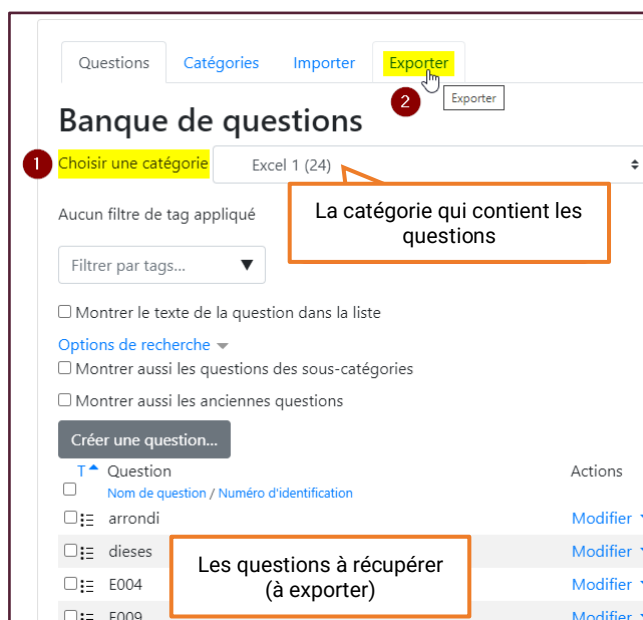 Questions Catégories Importer Exporter
2 Exporter
Banque de questions
1 Choisir une catégorie Excel 1 (24)
La catégorie qui contient les
questions
Aucun filtre de tag appliqué
Filtrer par tags...
Montrer le texte de la question dans la liste
Options de recherche
Montrer aussi les questions des sous-catégories
Montrer aussi les anciennes questions
Créer une question...
T Question Actions
Nom de question / Numéro d'identification
arrondi Modifier
dieses Modifier
Les questions à récupérer
(à exporter)
E004 Modifier
E009 Modifier